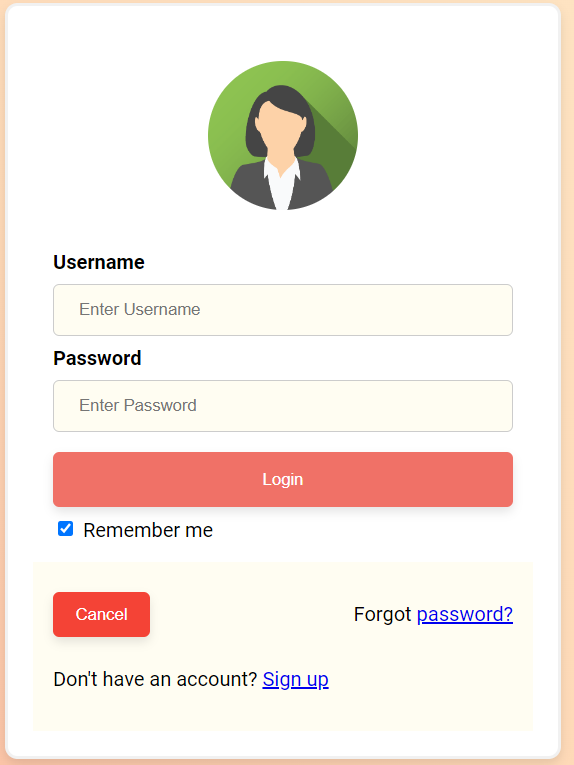 Username
Enter Username
Password
Enter Password
Login
Remember me
Cancel
Forgot password?
Don't have an account? Sign up